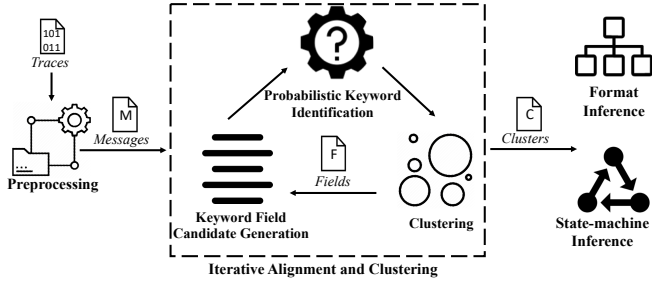 101
011
Traces
Preprocessing
M
Messages
?
Probabilistic Keyword
Identification
Keyword Field
Candidate Generation
F
Fields
Clustering
Iterative Alignment and Clustering
C
Clusters
Format
Inference
State-machine
Inference